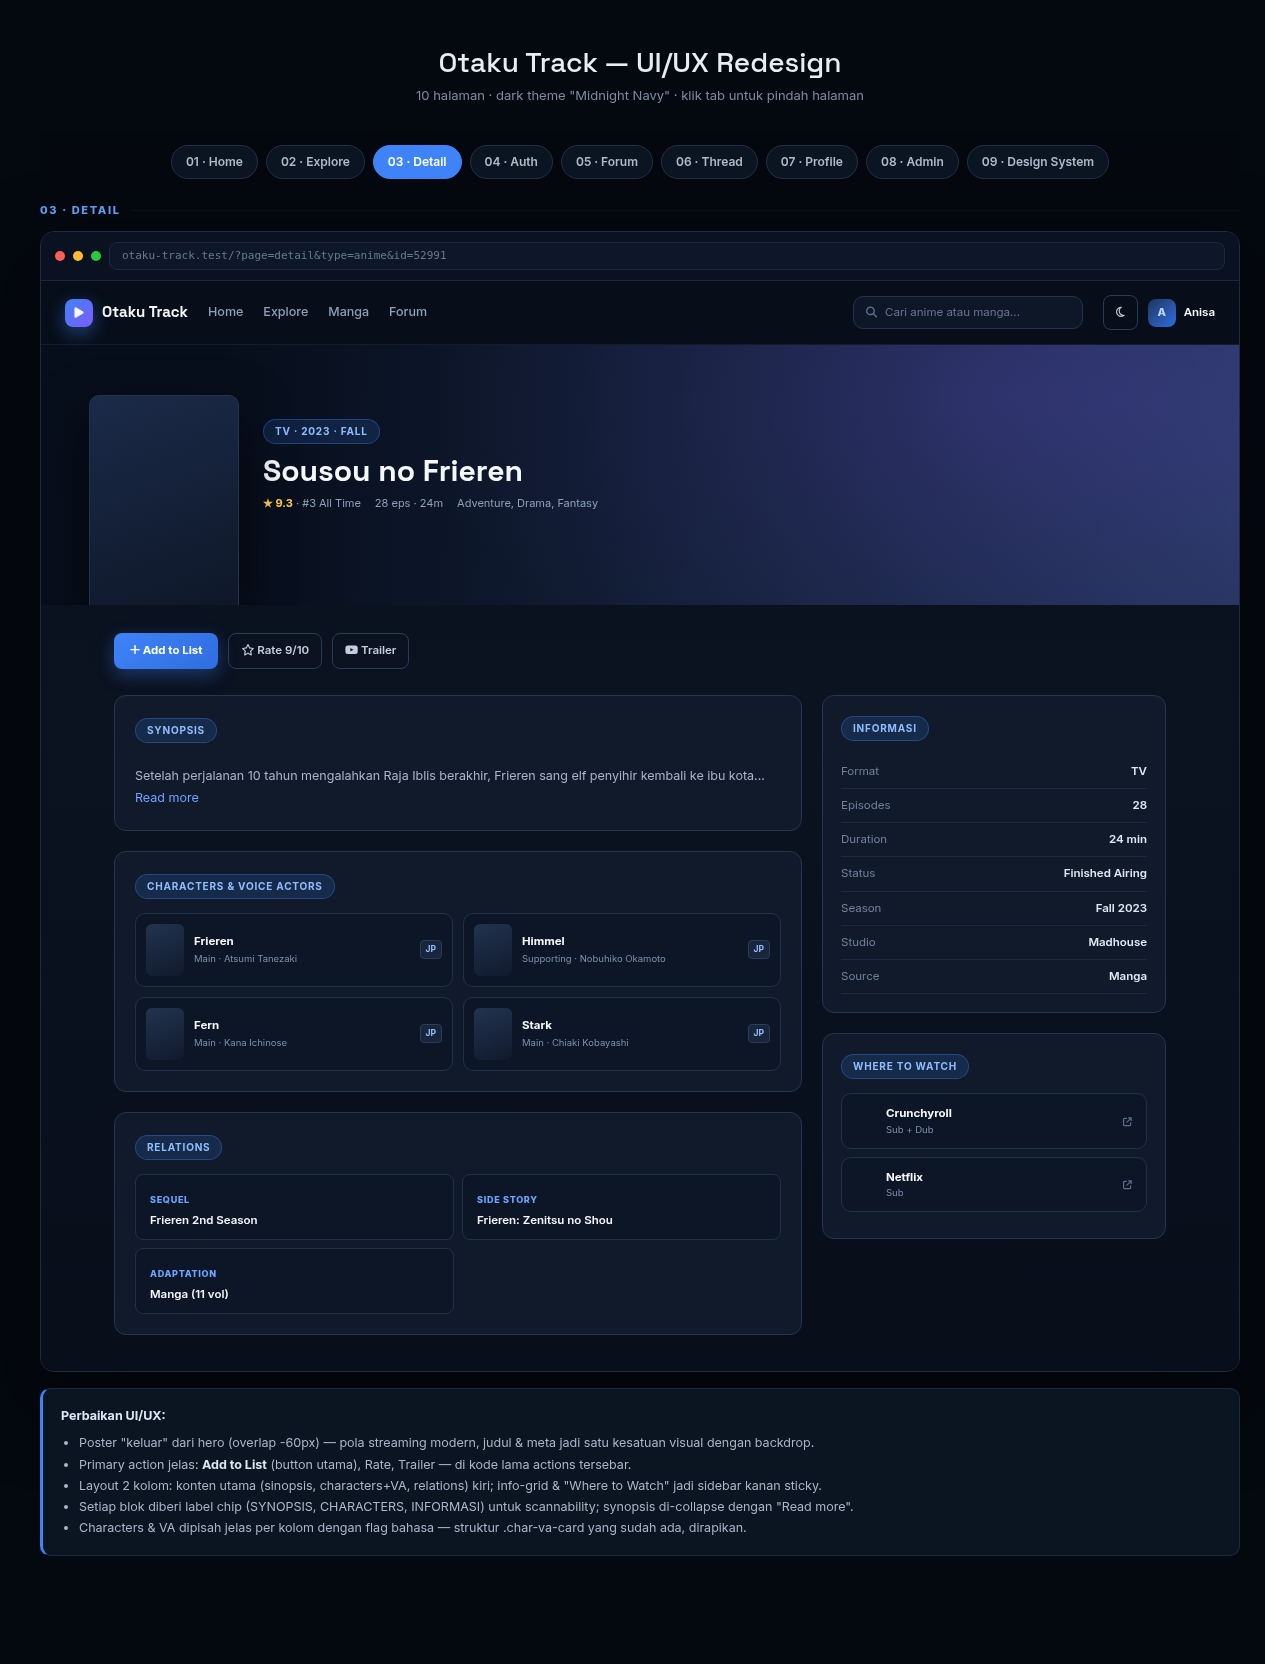 Otaku Track — UI/UX Redesign
10 halaman · dark theme "Midnight Navy" · klik tab untuk pindah halaman
01 · Home
02 · Explore
03 · Detail
04 · Auth
05 · Forum
06 · Thread
07 · Profile
08 · Admin
09 · Design System
03 · DETAIL
otaku-track.test/?page=detail&type=anime&id=52991
Otaku Track
Home
Explore
Manga
Forum
Cari anime atau manga...
A
Anisa
TV · 2023 · FALL
Sousou no Frieren
★ 9.3 · #3 All Time 28 eps · 24m Adventure, Drama, Fantasy
+ Add to List
Rate 9/10
Trailer
SYNOPSIS
Setelah perjalanan 10 tahun mengalahkan Raja Iblis berakhir, Frieren sang elf penyihir kembali ke ibu kota...
Read more
CHARACTERS & VOICE ACTORS
Frieren
Main · Atsumi Tanezaki
JP
Himmel
Supporting · Nobuhiko Okamoto
JP
Fern
Main · Kana Ichinose
JP
Stark
Main · Chiaki Kobayashi
JP
RELATIONS
SEQUEL
Frieren 2nd Season
SIDE STORY
Frieren: Zenitsu no Shou
ADAPTATION
Manga (11 vol)
INFORMASI
Format TV
Episodes 28
Duration 24 min
Status Finished Airing
Season Fall 2023
Studio Madhouse
Source Manga
WHERE TO WATCH
Crunchyroll
Sub + Dub
Netflix
Sub
Perbaikan UI/UX:
• Poster "keluar" dari hero (overlap -60px) — pola streaming modern, judul & meta jadi satu kesatuan visual dengan backdrop.
• Primary action jelas: Add to List (button utama), Rate, Trailer — di kode lama actions tersebar.
• Layout 2 kolom: konten utama (sinopsis, characters+VA, relations) kiri; info-grid & "Where to Watch" jadi sidebar kanan sticky.
• Setiap blok diberi label chip (SYNOPSIS, CHARACTERS, INFORMASI) untuk scannability; synopsis di-collapse dengan "Read more".
• Characters & VA dipisah jelas per kolom dengan flag bahasa — struktur .char-va-card yang sudah ada, dirapikan.